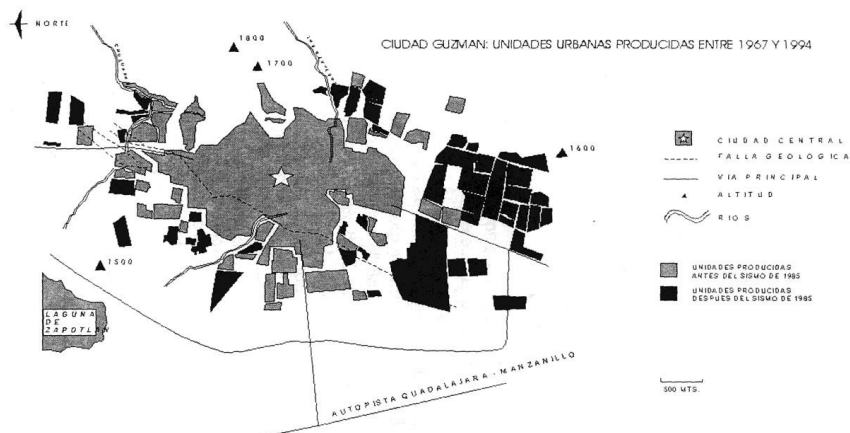 NORTE
CIUDAD GUZMAN: UNIDADES URBANAS PRODUCIDAS ENTRE 1967 Y 1994
1800
1700
1600
1500
CIUDAD CENTRAL
FALLA GEOLOGICA
VIA PRINCIPAL
ALTITUD
RIOS
UNIDADES PRODUCIDAS
ANTES DEL SISMO DE 1985
UNIDADES PRODUCIDAS
DESPUES DEL SISMO DE 1985
LAGUNA
DE
ZAPOTLAN
AUTOPISTA GUADALAJARA - MANZANILLO
500 MTS.